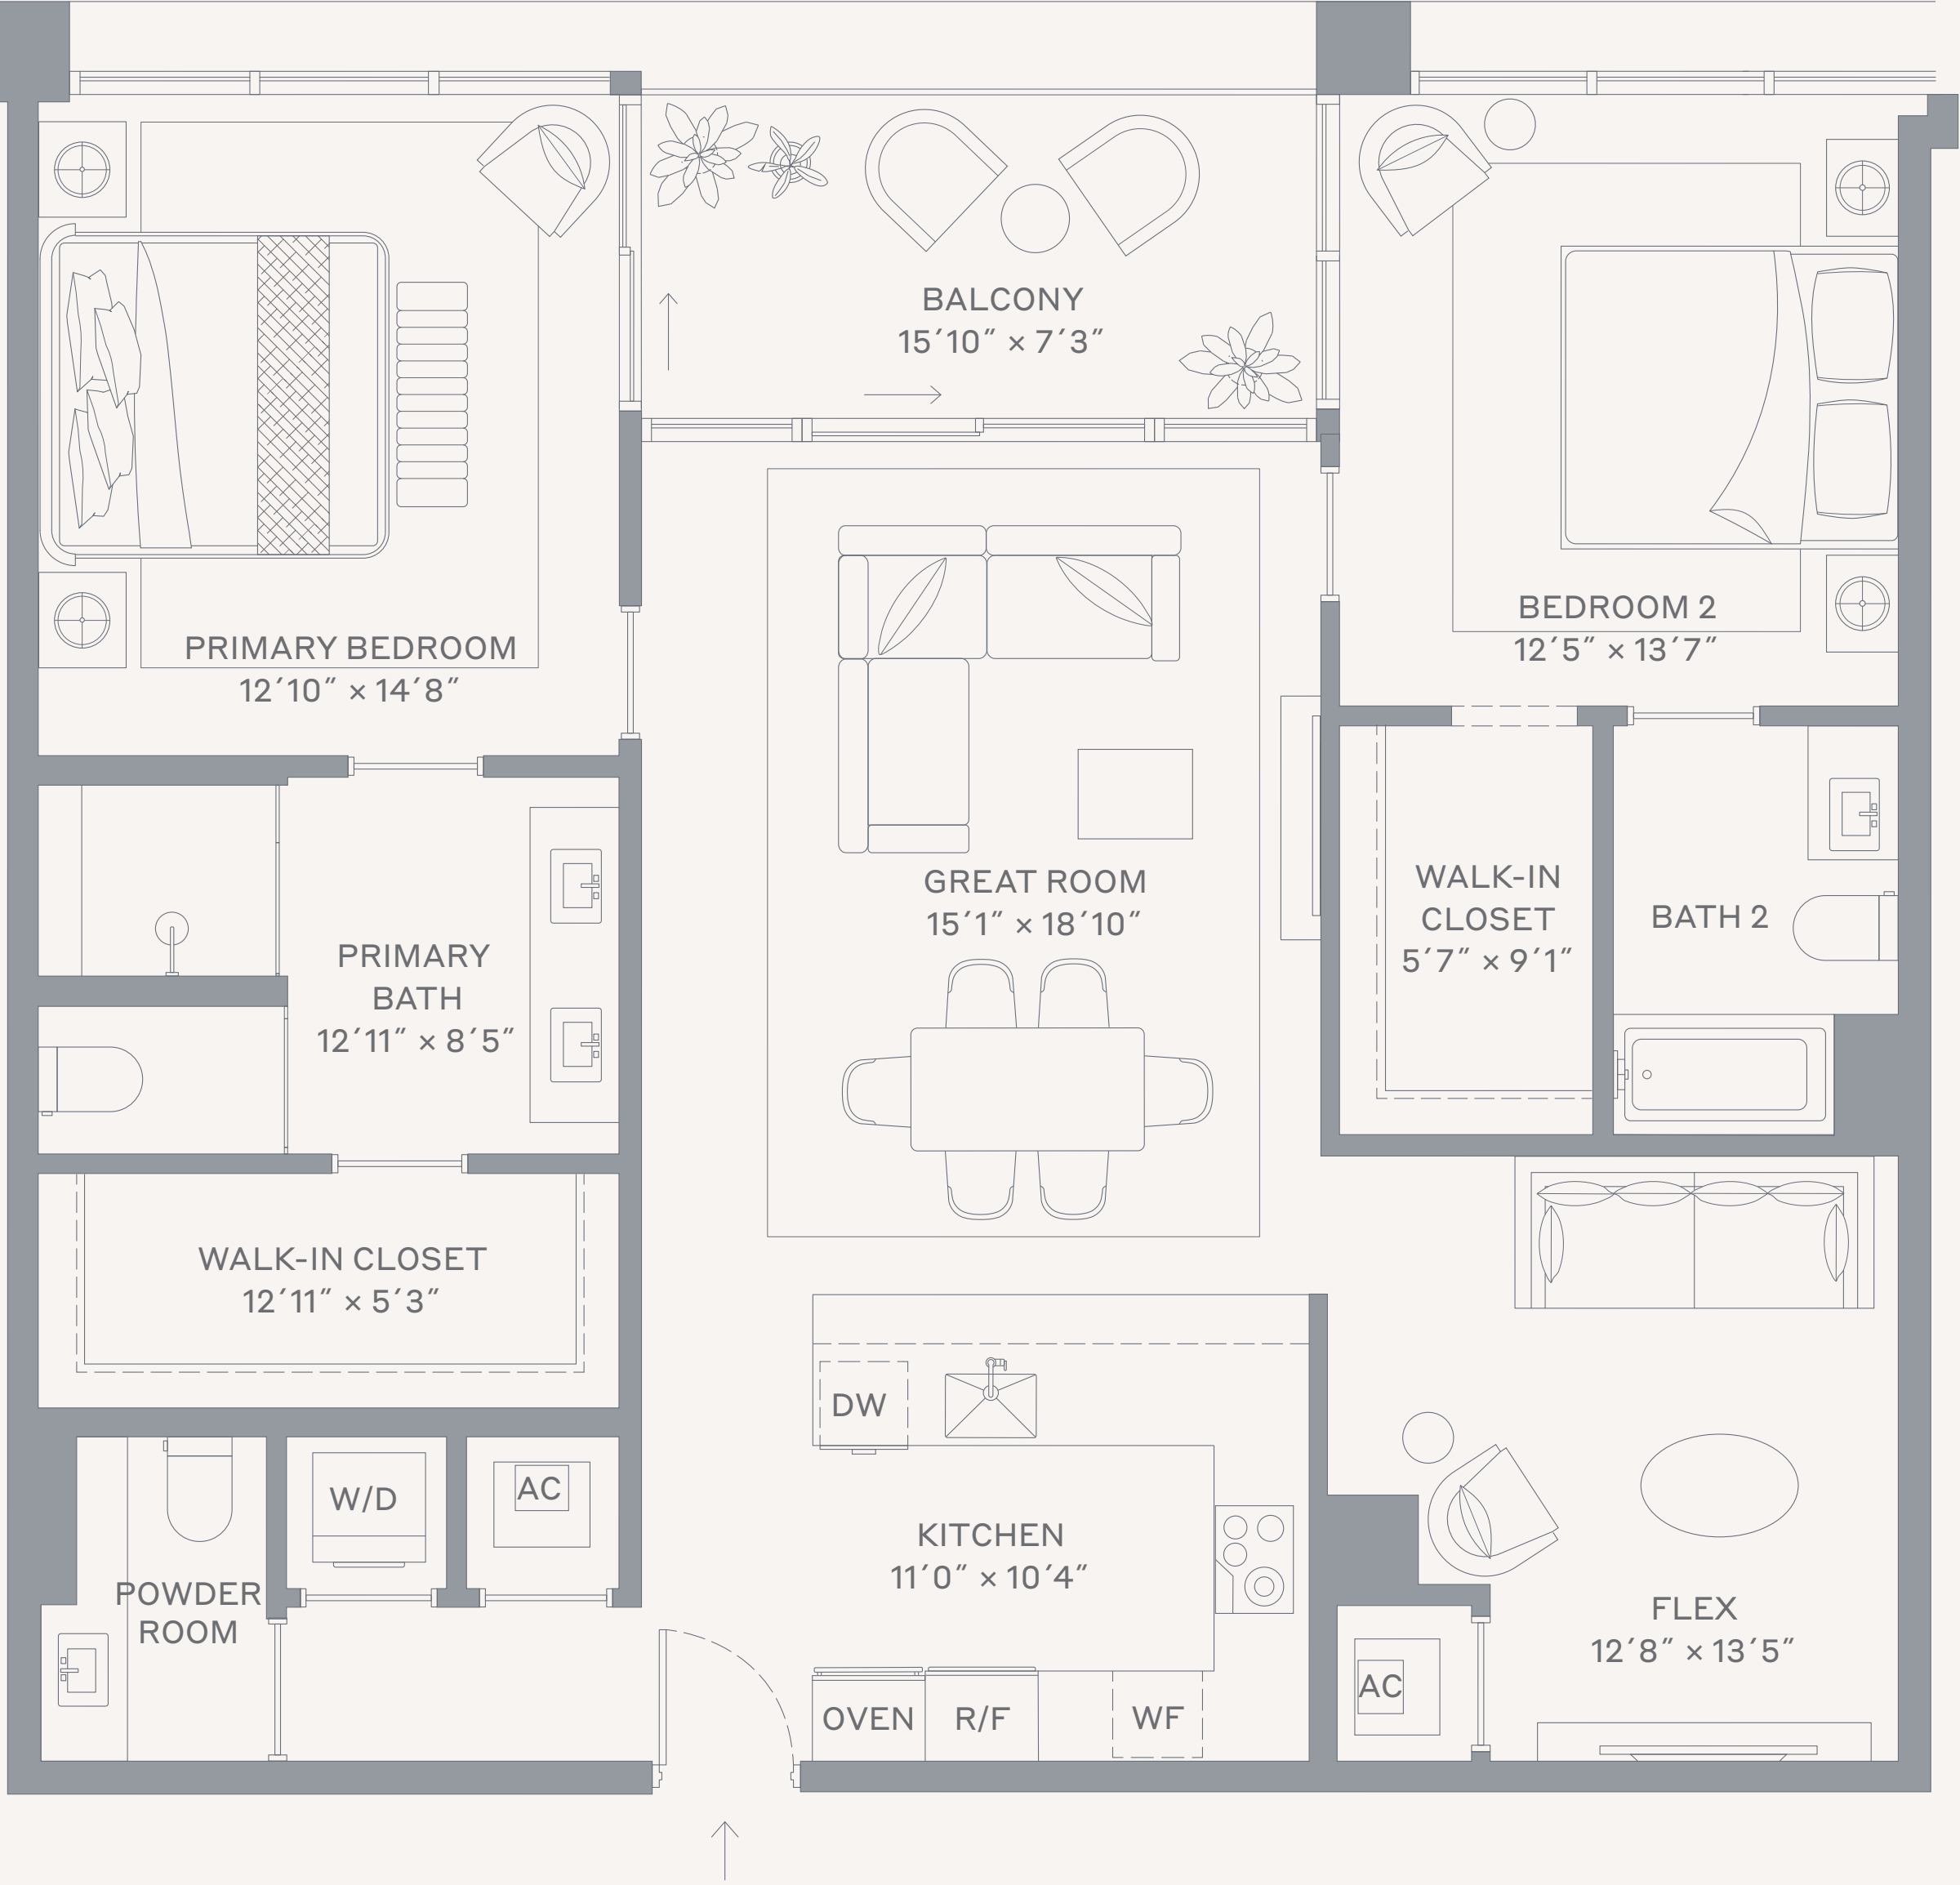 BALCONY
15´10˝ × 7´3˝
PRIMARY BEDROOM
12´10˝ × 14´8˝
BEDROOM 2
12´5˝ × 13´7˝
GREAT ROOM
15´1˝ × 18´10˝
WALK-IN
CLOSET
5´7˝ × 9´1˝
BATH 2
PRIMARY
BATH
12´11˝ × 8´5˝
WALK-IN CLOSET
12´11˝ × 5´3˝
DW
W/D
AC
KITCHEN
11´0˝ × 10´4˝
POWDER
ROOM
FLEX
12´8˝ × 13´5˝
AC
OVEN
R/F
WF